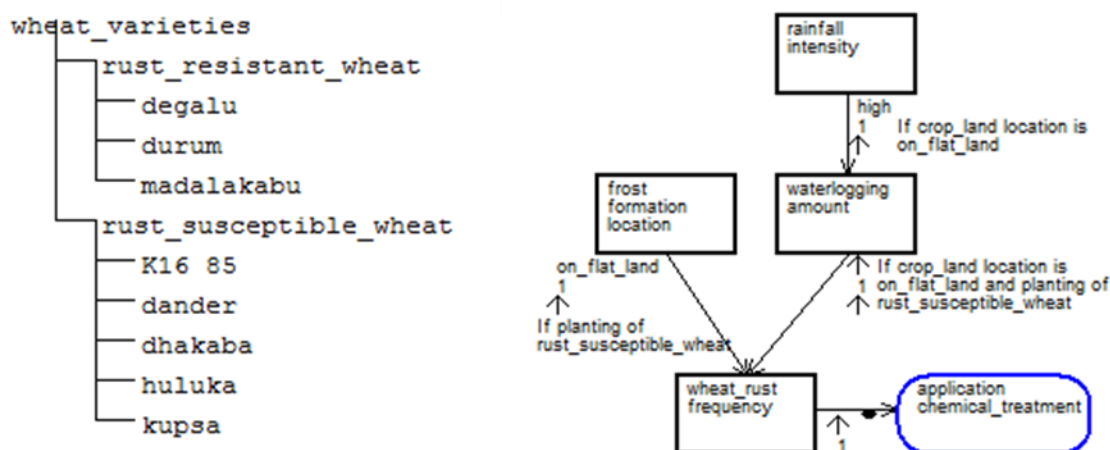 wheat_varieties
rust_resistant_wheat
degalu
durum
madalakabu
rust_susceptible_wheat
K16 85
dander
dhakaba
huluka
kupsa
rainfall
intensity
high
1
If crop_land location is
on_flat_land
frost
formation
location
waterlogging
amount
on_flat_land
1
If planting of
rust_susceptible_wheat
If crop_land location is
1 on_flat_land and planting of
rust_susceptible_wheat
wheat_rust
frequency
application
chemical_treatment
1